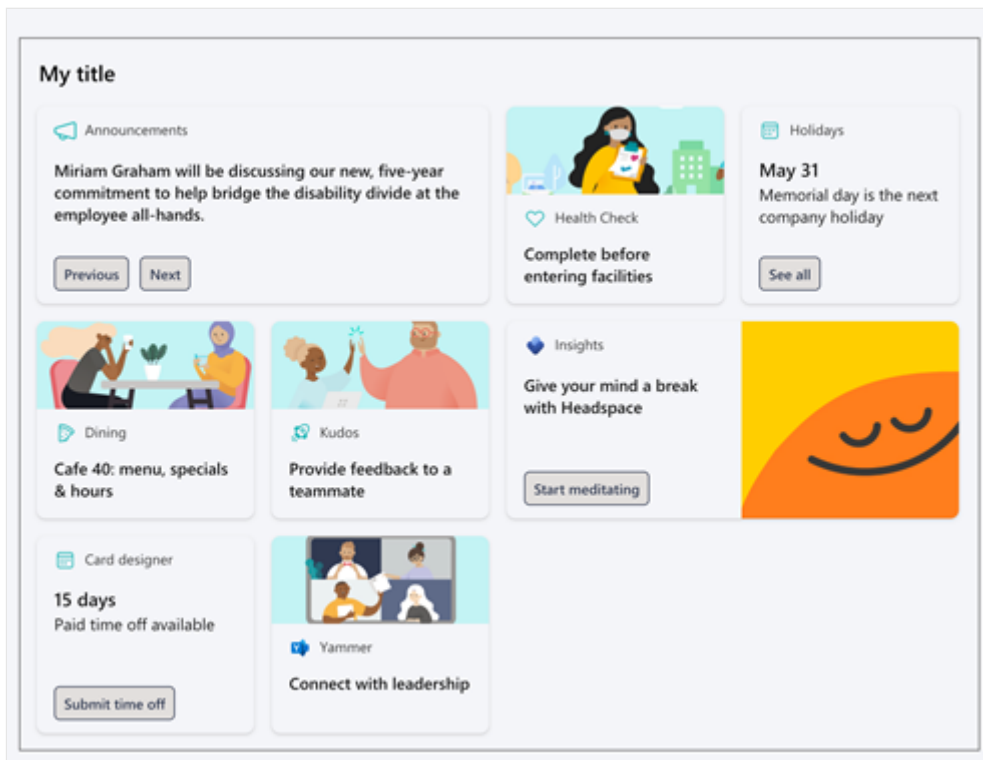 My title
Announcements
Miriam Graham will be discussing our new, five-year
commitment to help bridge the disability divide at the
employee all-hands.
Previous
Next
Health Check
Complete before
entering facilities
Holidays
May 31
Memorial day is the next
company holiday
See all
Dining
Cafe 40: menu, specials
& hours
Kudos
Provide feedback to a
teammate
Insights
Give your mind a break
with Headspace
Start meditating
Card designer
15 days
Paid time off available
Submit time off
Yammer
Connect with leadership